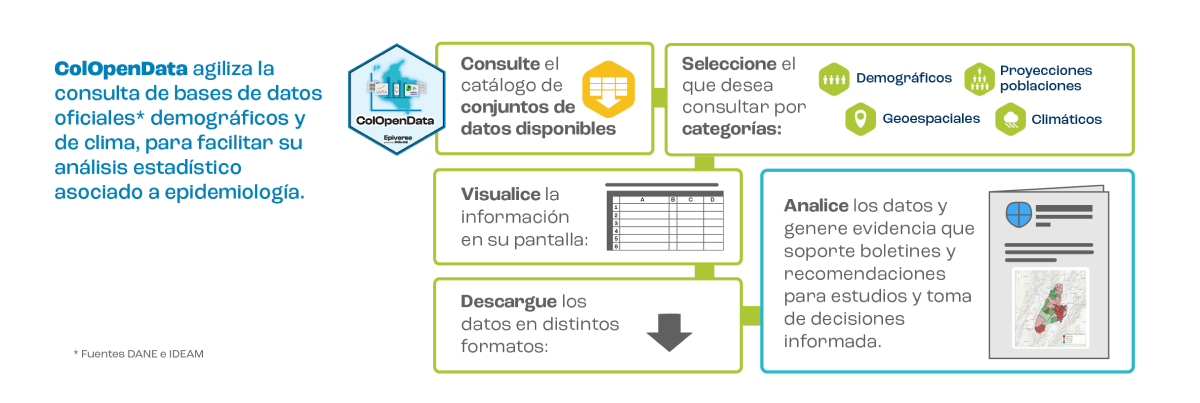 ColOpenData agiliza la
consulta de bases de datos
oficiales* demográficos y
de clima, para facilitar su
análisis estadístico
asociado a epidemiología.
* Fuentes DANE e IDEAM
ColOpenData
Epiverse
Consulte el
catálogo de
conjuntos de
datos disponibles
Seleccione el
que desea
consultar por
categorías:
Demográficos
Proyecciones
poblaciones
Geoespaciales
Climáticos
Visualice la
información
en su pantalla:
A B C D
1
2
3
4
5
6
Descargue los
datos en distintos
formatos:
Analice los datos y
genere evidencia que
soporte boletines y
recomendaciones
para estudios y toma
de decisiones
informada.